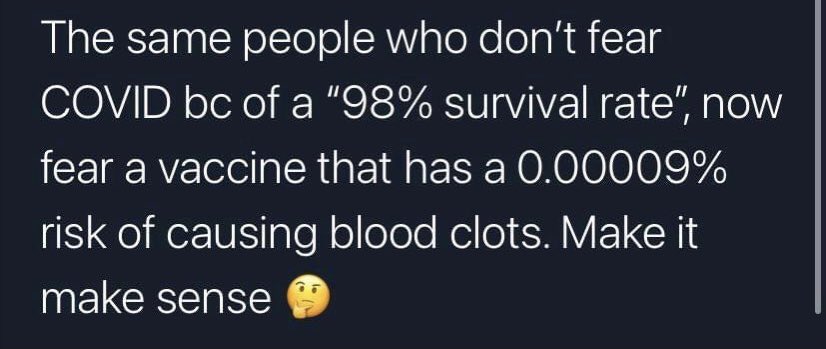 The same people who don’t fear
COVID bc of a “98% survival rate”, now
fear a vaccine that has a 0.00009%
risk of causing blood clots. Make it
make sense 🤔